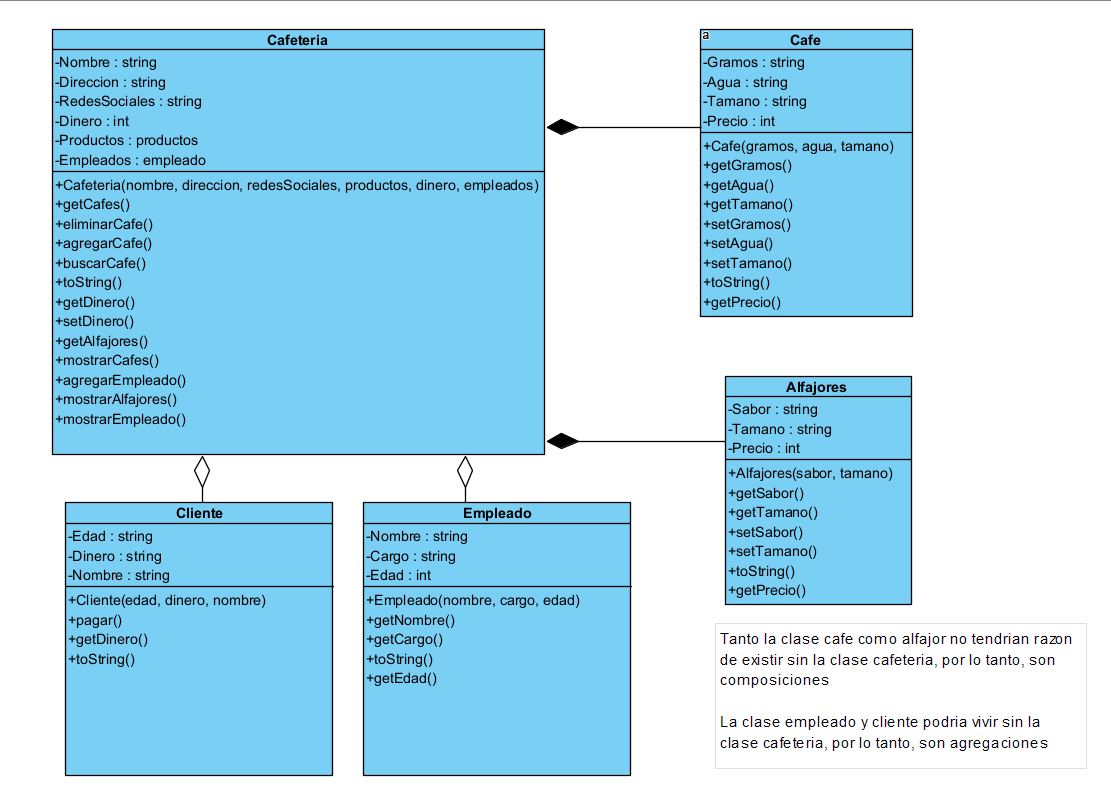 Cafeteria
-Nombre : string
-Direccion : string
-RedesSociales : string
-Dinero : int
-Productos : productos
-Empleados : empleado
+Cafeteria(nombre, direccion, redesSociales, productos, dinero, empleados)
+getCafes()
+eliminarCafe()
+agregarCafe()
+buscarCafe()
+toString()
+getDinero()
+setDinero()
+getAlfajores()
+mostrarCafes()
+agregarEmpleado()
+mostrarAlfajores()
+mostrarEmpleado()
a
Cafe
-Gramos : string
-Agua : string
-Tamano : string
-Precio : int
+Cafe(gramos, agua, tamano)
+getGramos()
+getAgua()
+getTamano()
+setGramos()
+setAgua()
+setTamano()
+toString()
+getPrecio()
Alfajores
-Sabor : string
-Tamano : string
-Precio : int
+Alfajores(sabor, tamano)
+getSabor()
+getTamano()
+setSabor()
+setTamano()
+toString()
+getPrecio()
Cliente
-Edad : string
-Dinero : string
-Nombre : string
+Cliente(edad, dinero, nombre)
+pagar()
+getDinero()
+toString()
Empleado
-Nombre : string
-Cargo : string
-Edad : int
+Empleado(nombre, cargo, edad)
+getNombre()
+getCargo()
+toString()
+getEdad()
Tanto la clase cafe como alfajor no tendrian razon
de existir sin la clase cafeteria, por lo tanto, son
composiciones
La clase empleado y cliente podria vivir sin la
clase cafeteria, por lo tanto, son agregaciones